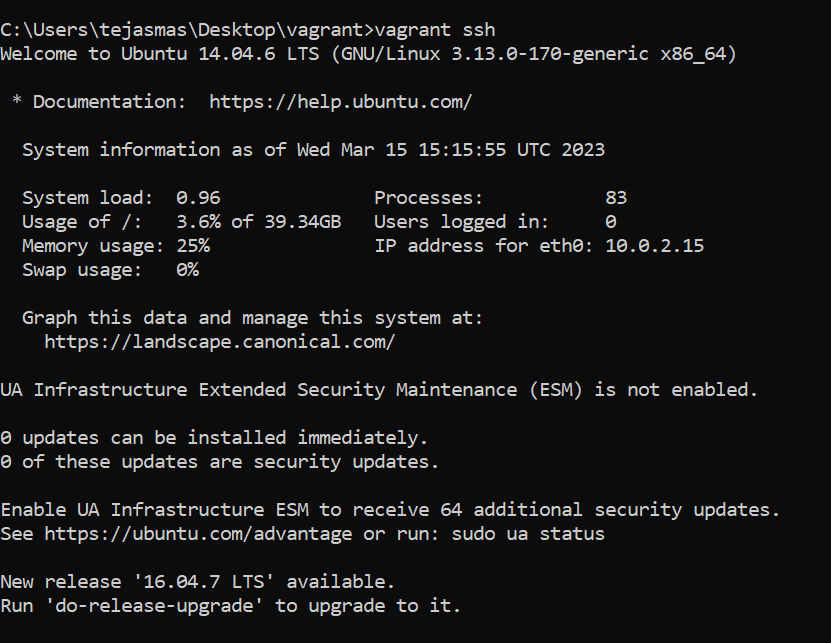 C:\Users\tejasmas\Desktop\vagrant>vagrant ssh
Welcome to Ubuntu 14.04.6 LTS (GNU/Linux 3.13.0-170-generic x86_64)
* Documentation:  https://help.ubuntu.com/
System information as of Wed Mar 15 15:15:55 UTC 2023
System load:  0.96               Processes:           83
Usage of /:   3.6% of 39.34GB   Users logged in:     0
Memory usage: 25%               IP address for eth0: 10.0.2.15
Swap usage:   0%
Graph this data and manage this system at:
https://landscape.canonical.com/
UA Infrastructure Extended Security Maintenance (ESM) is not enabled.
0 updates can be installed immediately.
0 of these updates are security updates.
Enable UA Infrastructure ESM to receive 64 additional security updates.
See https://ubuntu.com/advantage or run: sudo ua status
New release '16.04.7 LTS' available.
Run 'do-release-upgrade' to upgrade to it.